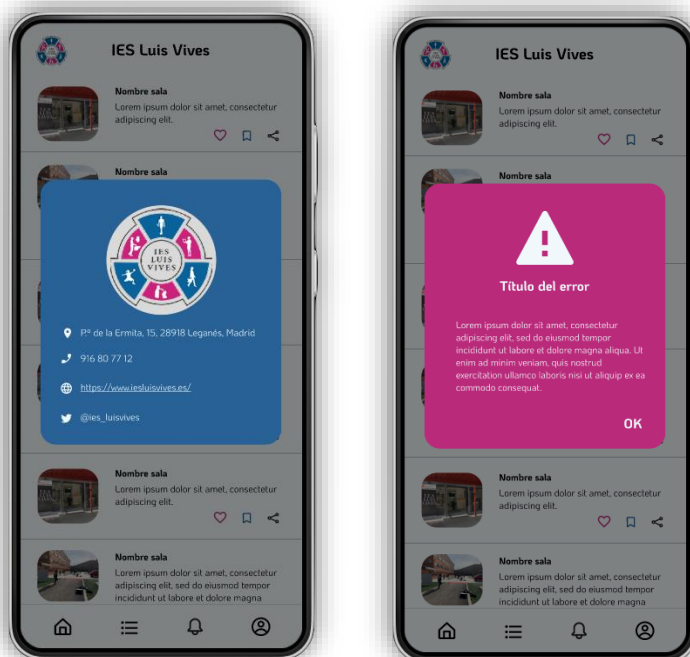 IES Luis Vives
Nombre sala
Lorem ipsum dolor sit amet, consectetur
adipiscing elit.
Nombre sala
IES
LUIS
VIVES
P.º de la Ermita, 15, 28918 Leganés, Madrid
916 80 77 12
https://www.iesluisvives.es/
@ies_luisvives
Nombre sala
Lorem ipsum dolor sit amet, consectetur
adipiscing elit.
Nombre sala
Lorem ipsum dolor sit amet, consectetur
adipiscing elit, sed do eiusmod tempor
incididunt ut labore et dolore magna
IES Luis Vives
Nombre sala
Lorem ipsum dolor sit amet, consectetur
adipiscing elit.
Nombre sala
Título del error
Lorem ipsum dolor sit amet, consectetur
adipiscing elit, sed do eiusmod tempor
incididunt ut labore et dolore magna aliqua. Ut
enim ad minim veniam, quis nostrud
exercitation ullamco laboris nisi ut aliquip ex ea
commodo consequat.
OK
Nombre sala
Lorem ipsum dolor sit amet, consectetur
adipiscing elit.
Nombre sala
Lorem ipsum dolor sit amet, consectetur
adipiscing elit, sed do eiusmod tempor
incididunt ut labore et dolore magna